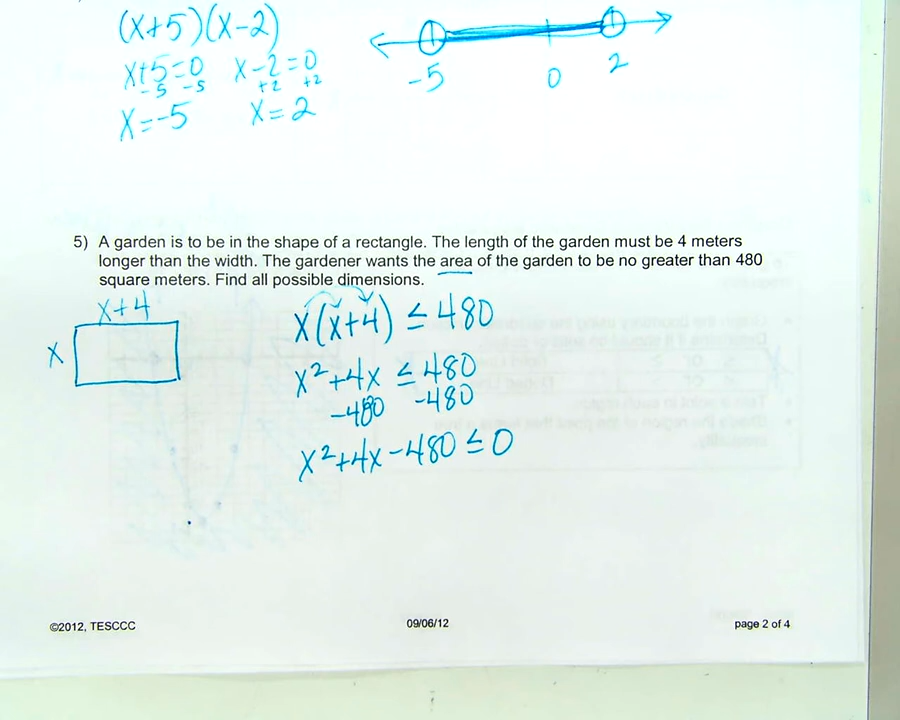 (x+5)(x-2)
x+5=0 x-2=0
-5 -5 +2 +2
x=-5 x=2
-5 0 2
5) A garden is to be in the shape of a rectangle. The length of the garden must be 4 meters
longer than the width. The gardener wants the area of the garden to be no greater than 480
square meters. Find all possible dimensions.
x+4
x
x(x+4) ≤ 480
x²+4x ≤ 480
-480 -480
x²+4x-480 ≤ 0
©2012, TESCCC 09/06/12 page 2 of 4